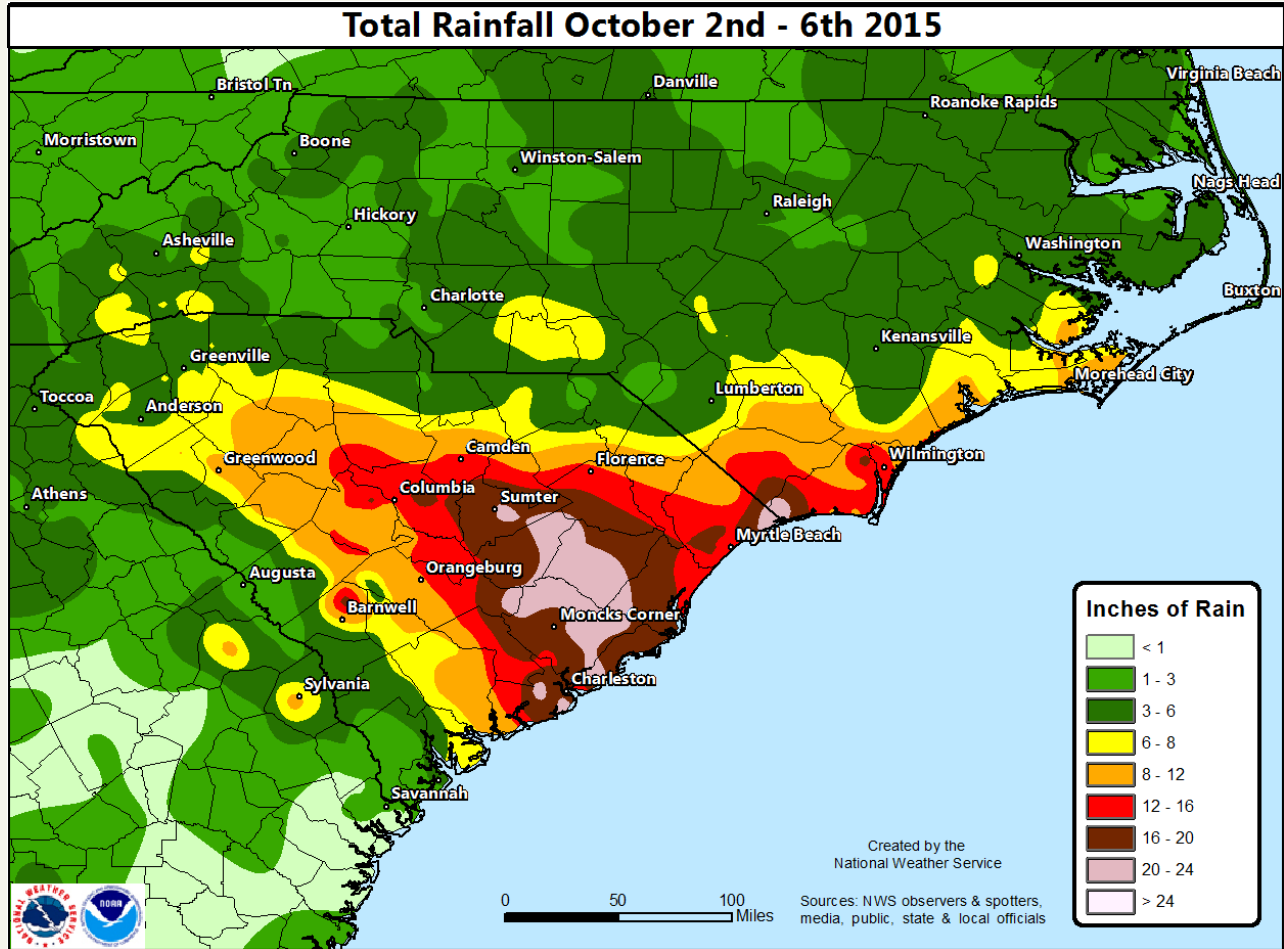 Total Rainfall October 2nd - 6th 2015
Virginia Beach
Bristol Tn
Danville
Roanoke Rapids
Morristown
Boone
Winston-Salem
Nags Head
Raleigh
Hickory
Asheville
Washington
Buxton
Charlotte
Kenansville
Greenville
Morehead City
Lumberton
Toccoa
Anderson
Camden
Wilmington
Greenwood
Florence
Columbia
Athens
Sumter
Myrtle Beach
Orangeburg
Augusta
Barnwell
Moncks Corner
Charleston
Sylvania
Savannah
Inches of Rain
< 1
1 - 3
3 - 6
6 - 8
8 - 12
12 - 16
16 - 20
20 - 24
> 24
Created by the
National Weather Service
Sources: NWS observers & spotters,
media, public, state & local officials
0 50 100
Miles
NATIONAL WEATHER SERVICE
NOAA